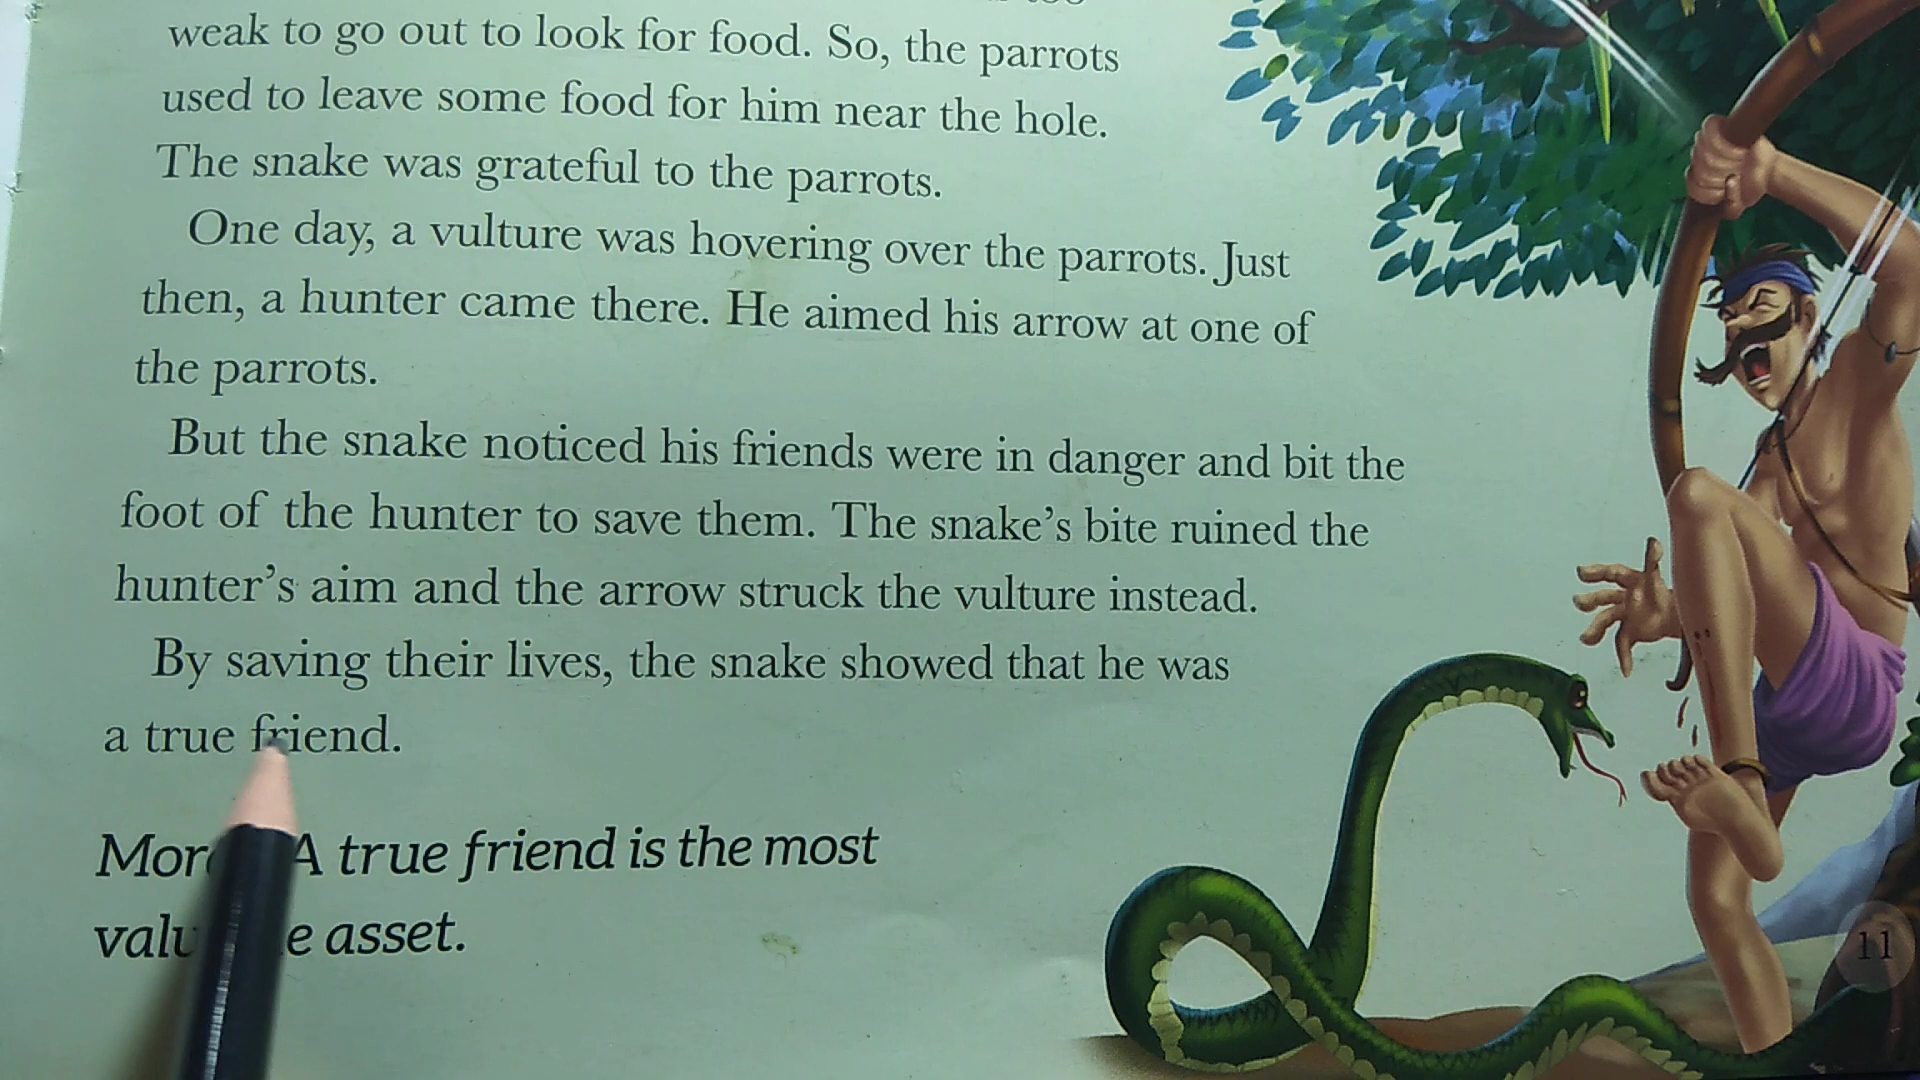 weak to go out to look for food. So, the parrots
used to leave some food for him near the hole.
The snake was grateful to the parrots.
One day, a vulture was hovering over the parrots. Just
then, a hunter came there. He aimed his arrow at one of
the parrots.
But the snake noticed his friends were in danger and bit the
foot of the hunter to save them. The snake's bite ruined the
hunter's aim and the arrow struck the vulture instead.
By saving their lives, the snake showed that he was
a true friend.
A true friend is the most
asset.
11